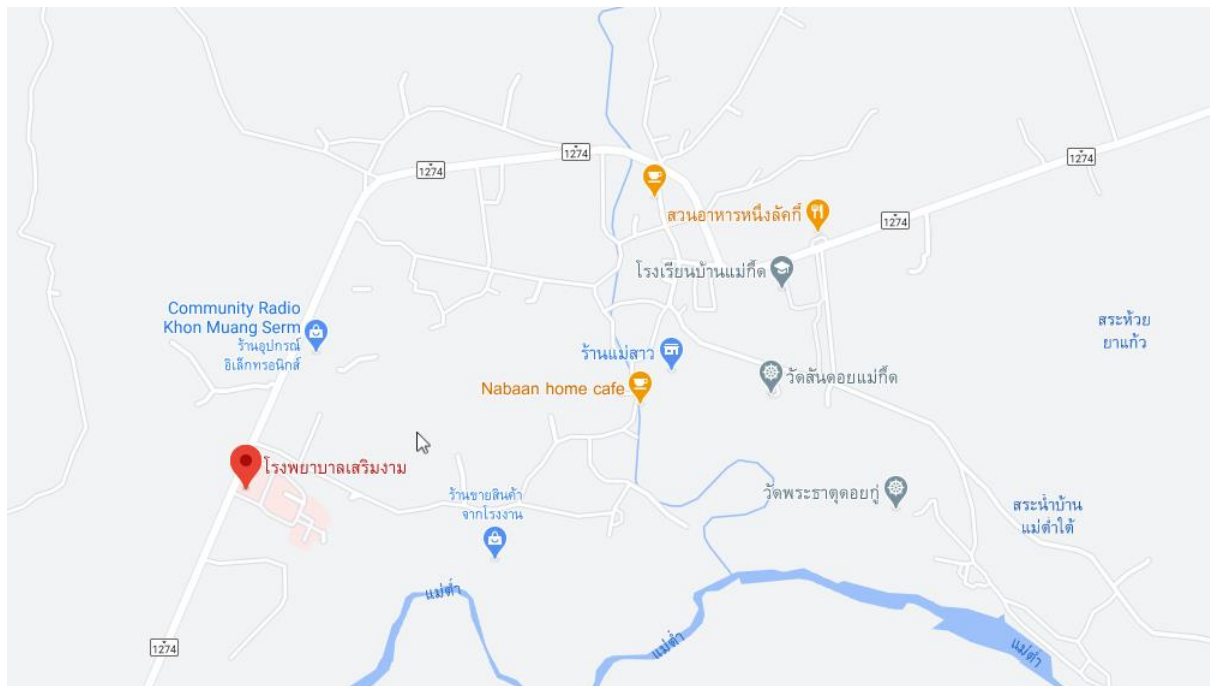 1274
1274
1274
สวนอาหารหนึ่งลัคกี้
1274
โรงเรียนบ้านแม่กึ๊ด
Community Radio
Khon Muang Serm
ร้านอุปกรณ์
อิเล็กทรอนิกส์
สระห้วย
ยาแก้ว
ร้านแม่สาว
วัดสันดอยแม่กึ๊ด
Nabaan home cafe
โรงพยาบาลเสริมงาม
ร้านขายสินค้า
จากโรงงาน
วัดพระธาตุดอยกู่
สระน้ำบ้าน
แม่ต๋ำใต้
แม่ต๋ำ
แม่ต๋ำ
แม่ต๋ำ
1274